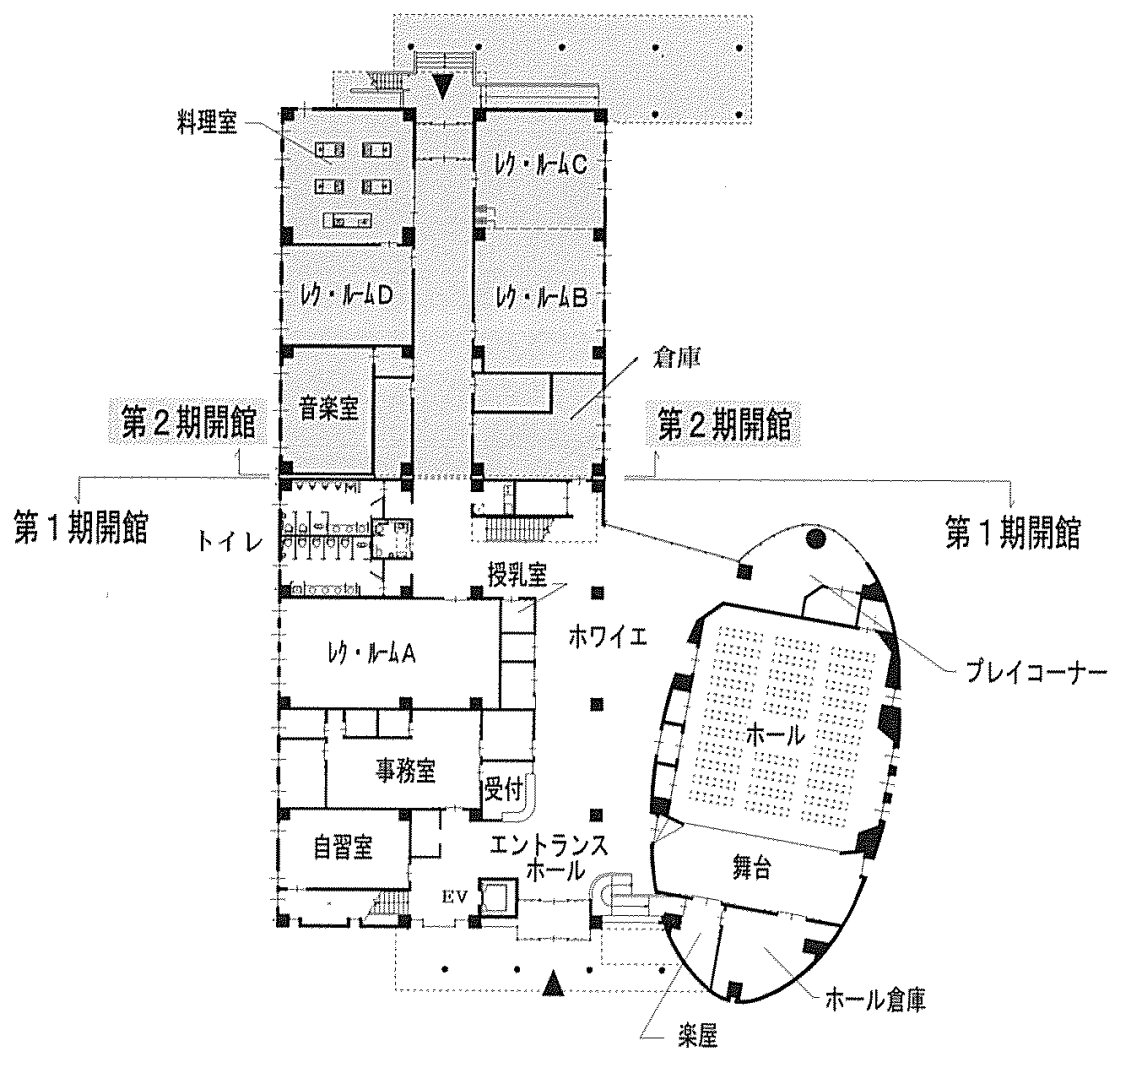 料理室
レク・ルームC
レク・ルームD
レク・ルームB
倉庫
音楽室
第2期開館
第2期開館
第1期開館
トイレ
第1期開館
授乳室
ホワイエ
レク・ルームA
プレイコーナー
ホール
事務室
受付
自習室
エントランス
ホール
舞台
EV
ホール倉庫
楽屋